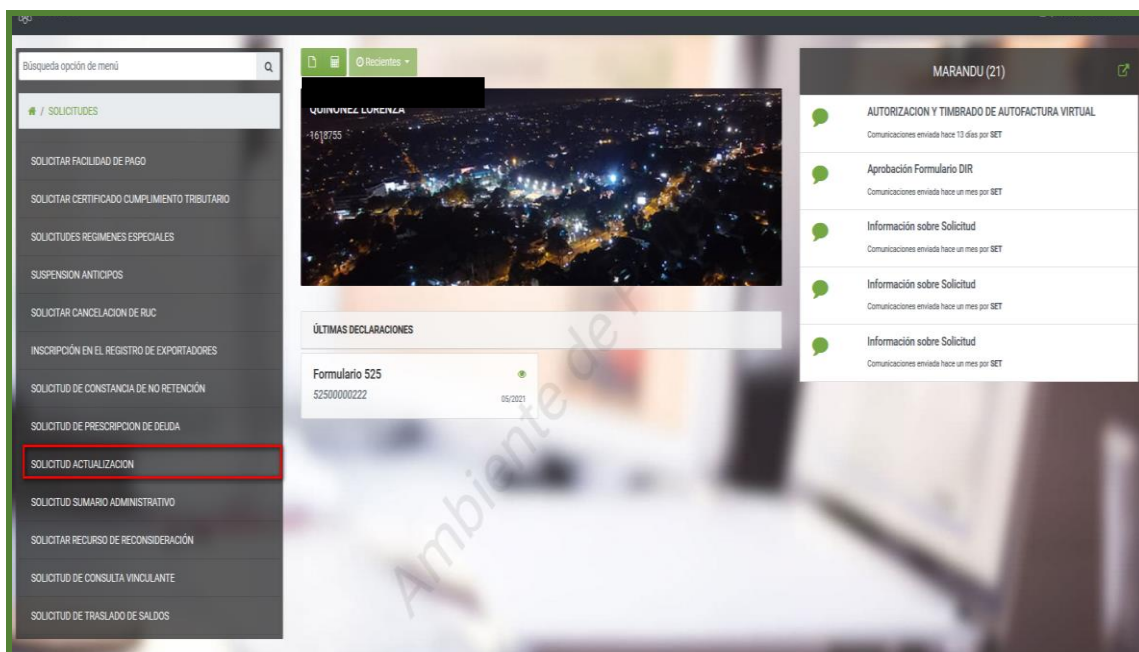 Búsqueda opción de menú
/ SOLICITUDES
SOLICITAR FACILIDAD DE PAGO
SOLICITAR CERTIFICADO CUMPLIMIENTO TRIBUTARIO
SOLICITUDES REGIMENES ESPECIALES
SUSPENSION ANTICIPOS
SOLICITAR CANCELACION DE RUC
INSCRIPCIÓN EN EL REGISTRO DE EXPORTADORES
SOLICITUD DE CONSTANCIA DE NO RETENCIÓN
SOLICITUD DE PRESCRIPCION DE DEUDA
SOLICITUD ACTUALIZACION
SOLICITUD SUMARIO ADMINISTRATIVO
SOLICITAR RECURSO DE RECONSIDERACIÓN
SOLICITUD DE CONSULTA VINCULANTE
SOLICITUD DE TRASLADO DE SALDOS
Recientes
QUIÑONEZ LORENZA
1618755
ÚLTIMAS DECLARACIONES
Formulario 525
52500000222
05/2021
Ambiente de
MARANDU (21)
AUTORIZACION Y TIMBRADO DE AUTOFACTURA VIRTUAL
Comunicaciones enviada hace 13 días por SET
Aprobación Formulario DIR
Comunicaciones enviada hace un mes por SET
Información sobre Solicitud
Comunicaciones enviada hace un mes por SET
Información sobre Solicitud
Comunicaciones enviada hace un mes por SET
Información sobre Solicitud
Comunicaciones enviada hace un mes por SET